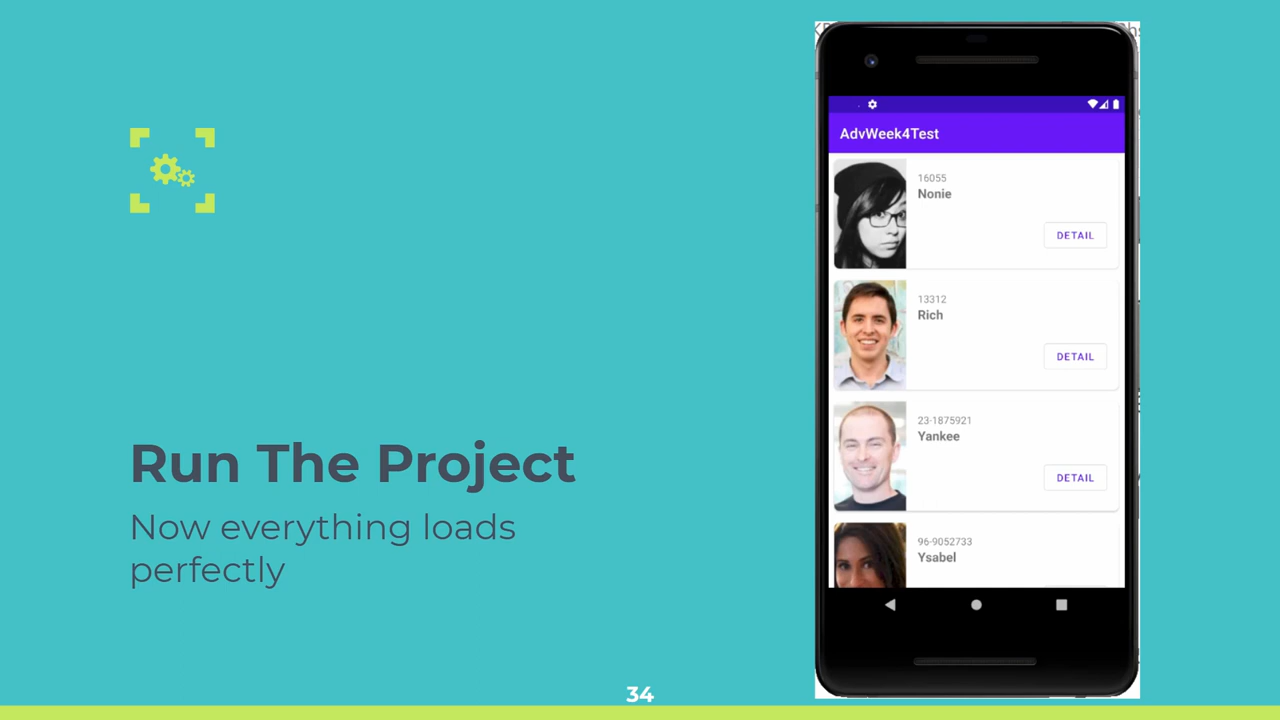 Run The Project
Now everything loads
perfectly
AdvWeek4Test
16055
Nonie
DETAIL
13312
Rich
DETAIL
23-1875921
Yankee
DETAIL
96-9052733
Ysabel
34